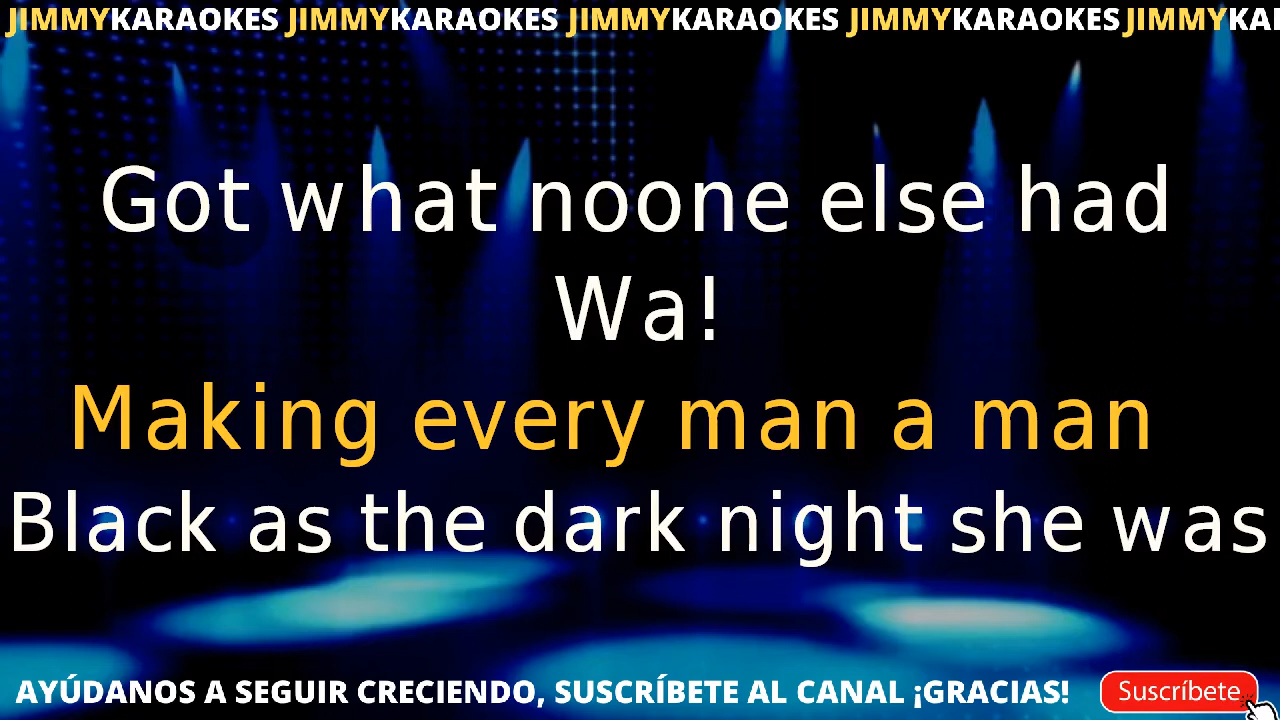 JIMMYKARAOKES JIMMYKARAOKES JIMMYKARAOKES JIMMYKARAOKES JIMMYKA
Got what noone else had
Wa!
Making every man a man
Black as the dark night she was
AYÚDANOS A SEGUIR CRECIENDO, SUSCRÍBETE AL CANAL ¡GRACIAS! Suscríbete